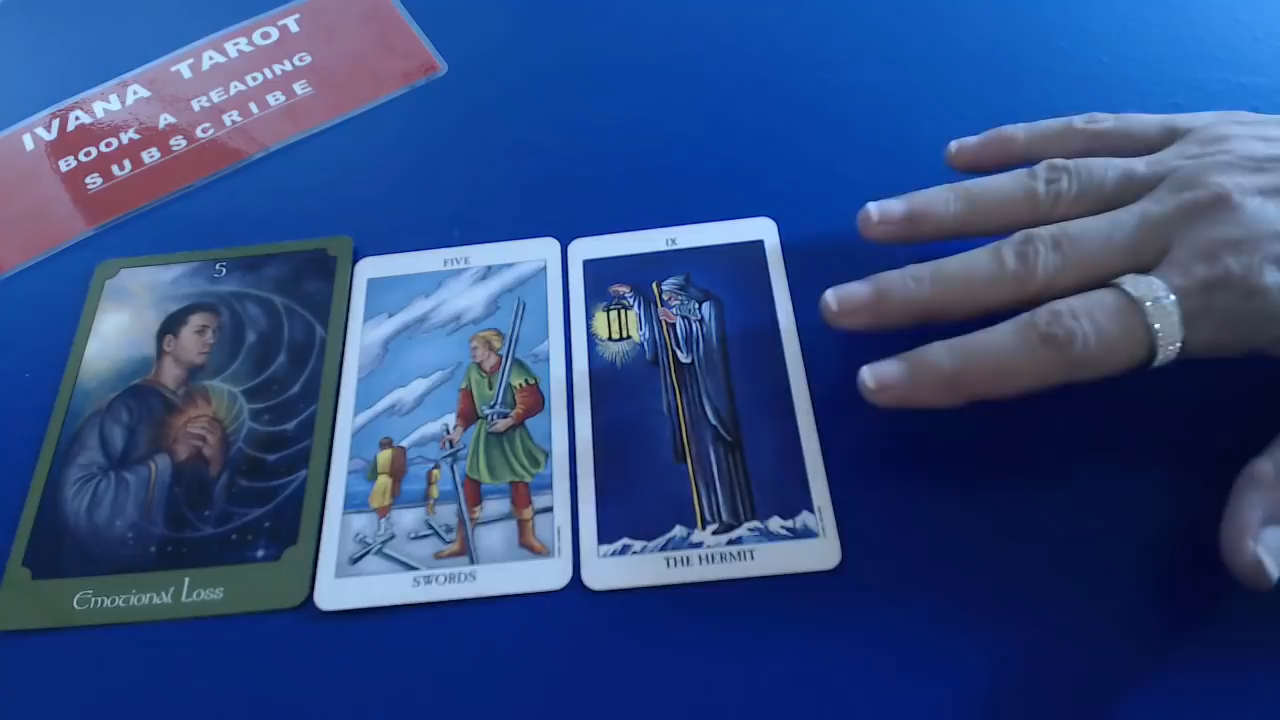 IVANA TAROT
BOOK A READING
SUBSCRIBE
5
Emotional Loss
FIVE
SWORDS
IX
THE HERMIT